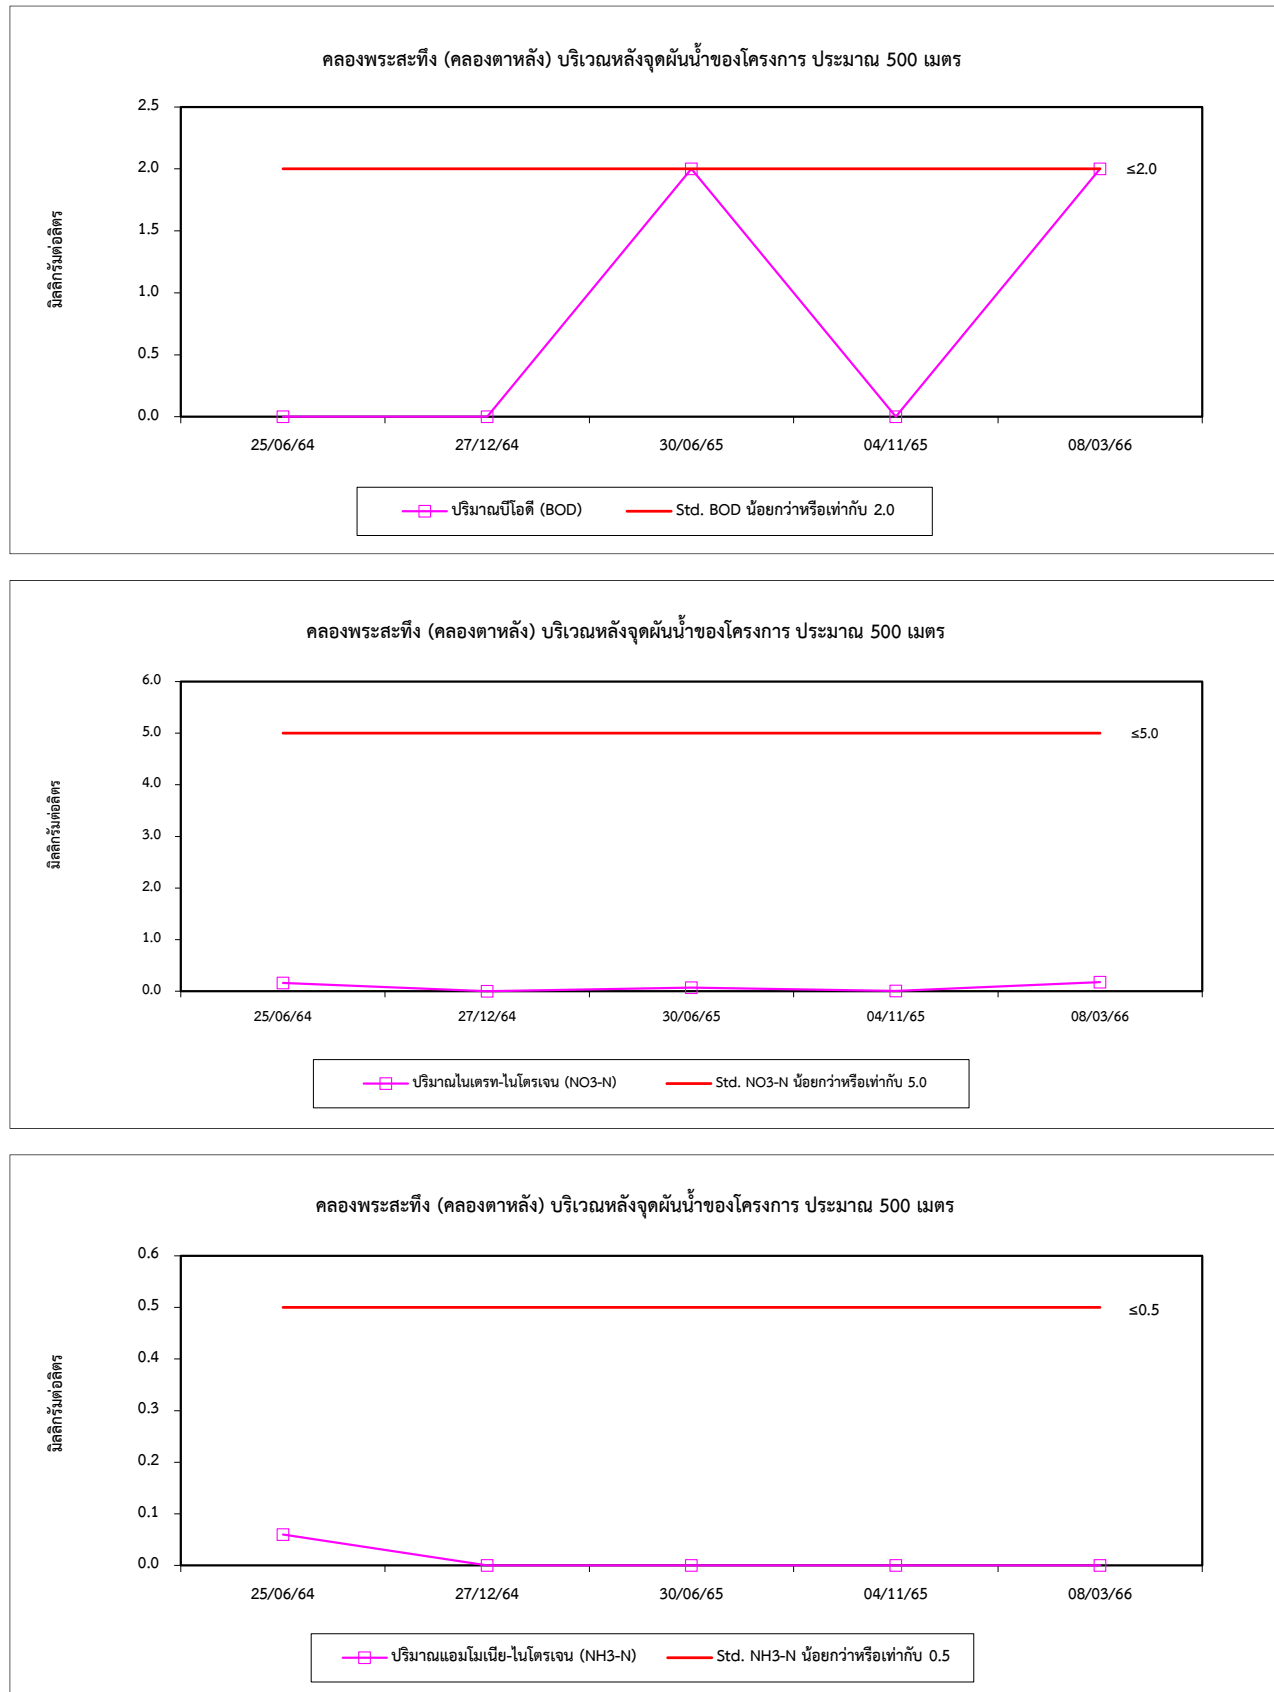 คลองพระสะทึง (คลองตาหลัง) บริเวณหลังจุดผันน้ำของโครงการ ประมาณ 500 เมตร
มิลลิกรัมต่อลิตร
2.5
2.0
1.5
1.0
0.5
0.0
≤2.0
25/06/64 27/12/64 30/06/65 04/11/65 08/03/66
ปริมาณบีโอดี (BOD) Std. BOD น้อยกว่าหรือเท่ากับ 2.0
คลองพระสะทึง (คลองตาหลัง) บริเวณหลังจุดผันน้ำของโครงการ ประมาณ 500 เมตร
มิลลิกรัมต่อลิตร
6.0
5.0
4.0
3.0
2.0
1.0
0.0
≤5.0
25/06/64 27/12/64 30/06/65 04/11/65 08/03/66
ปริมาณไนเตรท-ไนโตรเจน (NO3-N) Std. NO3-N น้อยกว่าหรือเท่ากับ 5.0
คลองพระสะทึง (คลองตาหลัง) บริเวณหลังจุดผันน้ำของโครงการ ประมาณ 500 เมตร
มิลลิกรัมต่อลิตร
0.6
0.5
0.4
0.3
0.2
0.1
0.0
≤0.5
25/06/64 27/12/64 30/06/65 04/11/65 08/03/66
ปริมาณแอมโมเนีย-ไนโตรเจน (NH3-N) Std. NH3-N น้อยกว่าหรือเท่ากับ 0.5